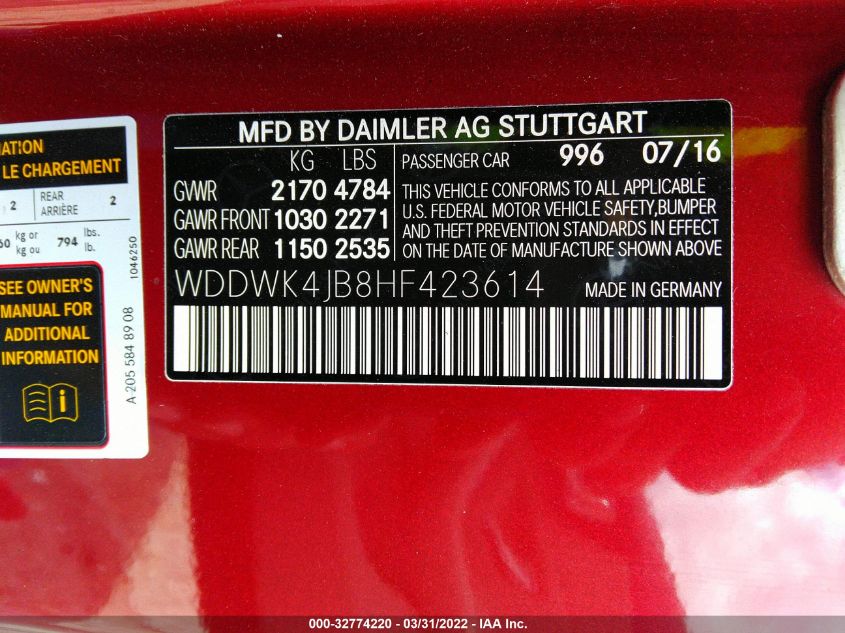 MATION
LE CHARGEMENT
2 REAR ARRIÈRE 2
60 kg or kg ou 794 lbs. lb.
1046250
SEE OWNER'S
MANUAL FOR
ADDITIONAL
INFORMATION
A 205 584 89 08
MFD BY DAIMLER AG STUTTGART
KG LBS
GVWR 2170 4784
GAWR FRONT 1030 2271
GAWR REAR 1150 2535
PASSENGER CAR 996 07/16
THIS VEHICLE CONFORMS TO ALL APPLICABLE
U.S. FEDERAL MOTOR VEHICLE SAFETY,BUMPER
AND THEFT PREVENTION STANDARDS IN EFFECT
ON THE DATE OF MANUFACTURE SHOWN ABOVE
WDDWK4JB8HF423614 MADE IN GERMANY
000-32774220 - 03/31/2022 - IAA Inc.